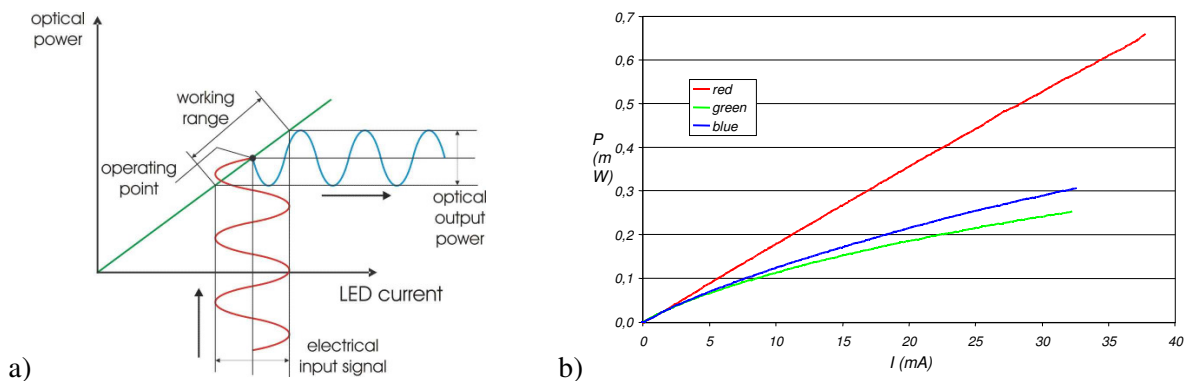 optical
power
working
range
operating
point
optical
output
power
LED current
electrical
input signal
a)
0,7
0,6
0,5
0,4
0,3
0,2
0,1
0,0
P
(m
W)
red
green
blue
0
5
10
15
20
25
30
35
40
I (mA)
b)